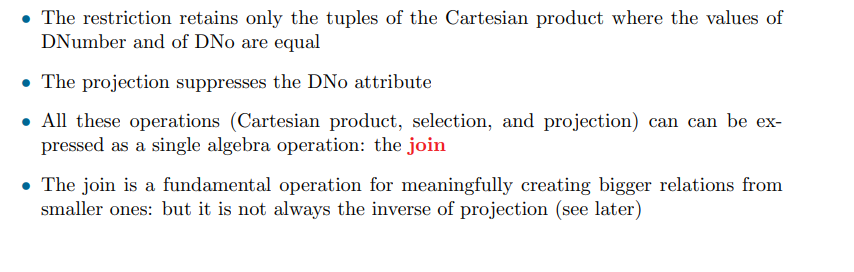 • The restriction retains only the tuples of the Cartesian product where the values of
DNumber and of DNo are equal
• The projection suppresses the DNo attribute
• All these operations (Cartesian product, selection, and projection) can can be ex-
pressed as a single algebra operation: the join
• The join is a fundamental operation for meaningfully creating bigger relations from
smaller ones: but it is not always the inverse of projection (see later)